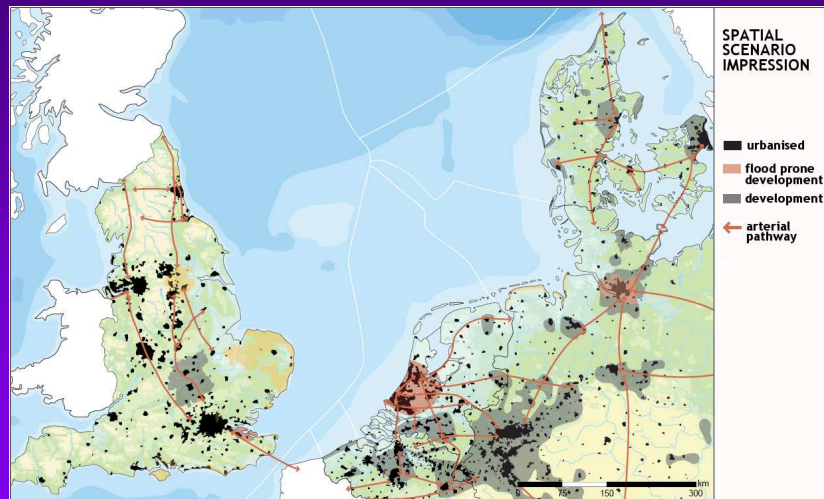 SPATIAL
SCENARIO
IMPRESSION
urbanised
flood prone
development
development
arterial
pathway
km
0 75 150 300